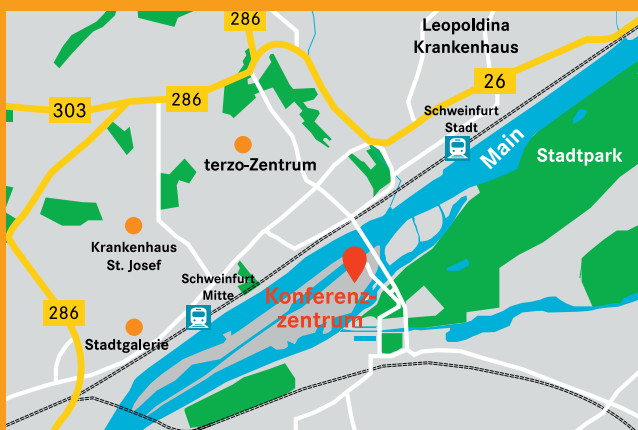 286
Leopoldina
Krankenhaus
26
286
303
Schweinfurt
Stadt
Main
Stadtpark
terzo-Zentrum
Krankenhaus
St. Josef
Schweinfurt
Mitte
Konferenz-
zentrum
286
Stadtgalerie